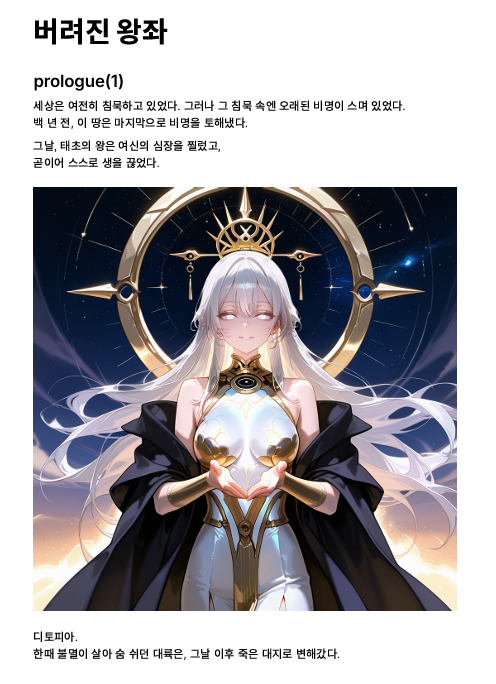 버려진 왕좌
prologue(1)
세상은 여전히 침묵하고 있었다. 그러나 그 침묵 속엔 오래된 비명이 스며 있었다.
백 년 전, 이 땅은 마지막으로 비명을 토해냈다.
그날, 태초의 왕은 여신의 심장을 찔렀고,
곧이어 스스로 생을 끊었다.
디토피아.
한때 불멸이 살아 숨 쉬던 대륙은, 그날 이후 죽은 대지로 변해갔다.